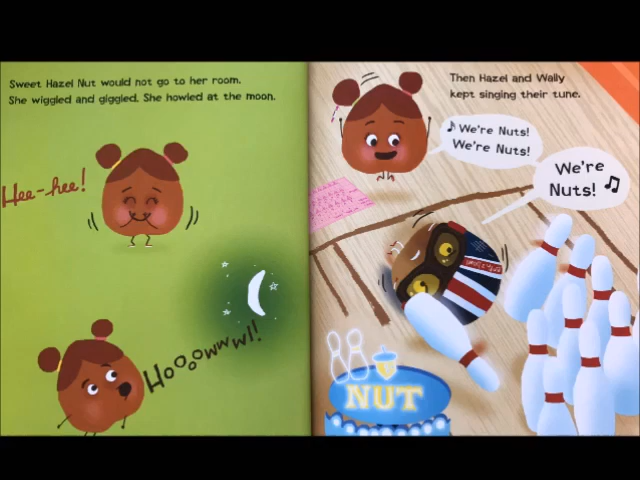 Sweet Hazel Nut would not go to her room.
She wiggled and giggled. She howled at the moon.
Hee-hee!
Hooowwwl!
Then Hazel and Wally
kept singing their tune.
♪ We're Nuts!
We're Nuts!
We're
Nuts! ♫
NUT